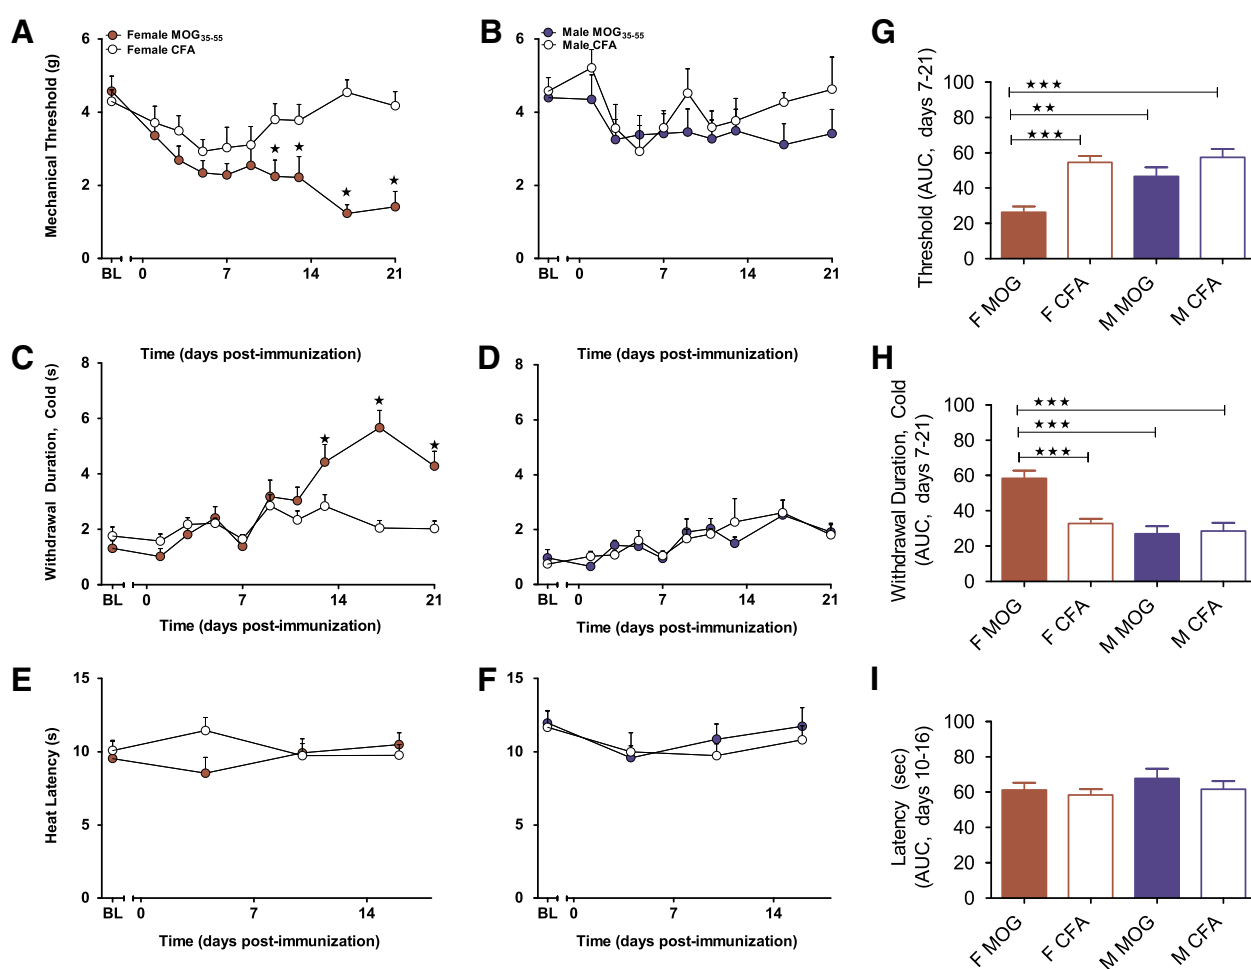 A
Female MOG35-55
Female CFA
Mechanical Threshold (g)
6
4
2
0
BL 0 7 14 21
Time (days post-immunization)
B
Male MOG35-55
Male CFA
6
4
2
0
BL 0 7 14 21
Time (days post-immunization)
G
Threshold (AUC, days 7-21)
100
80
60
40
20
0
★★★
★★
★★★
F MOG
F CFA
M MOG
M CFA
C
Withdrawal Duration, Cold (s)
8
6
4
2
0
BL 0 7 14 21
Time (days post-immunization)
D
8
6
4
2
0
BL 0 7 14 21
Time (days post-immunization)
H
Withdrawal Duration, Cold
(AUC, days 7-21)
100
80
60
40
20
0
★★★
★★★
★★★
F MOG
F CFA
M MOG
M CFA
E
Heat Latency (s)
15
10
5
0
BL 0 7 14
Time (days post-immunization)
F
15
10
5
0
BL 0 7 14
Time (days post-immunization)
I
Latency (sec)
(AUC, days 10-16)
100
80
60
40
20
0
F MOG
F CFA
M MOG
M CFA